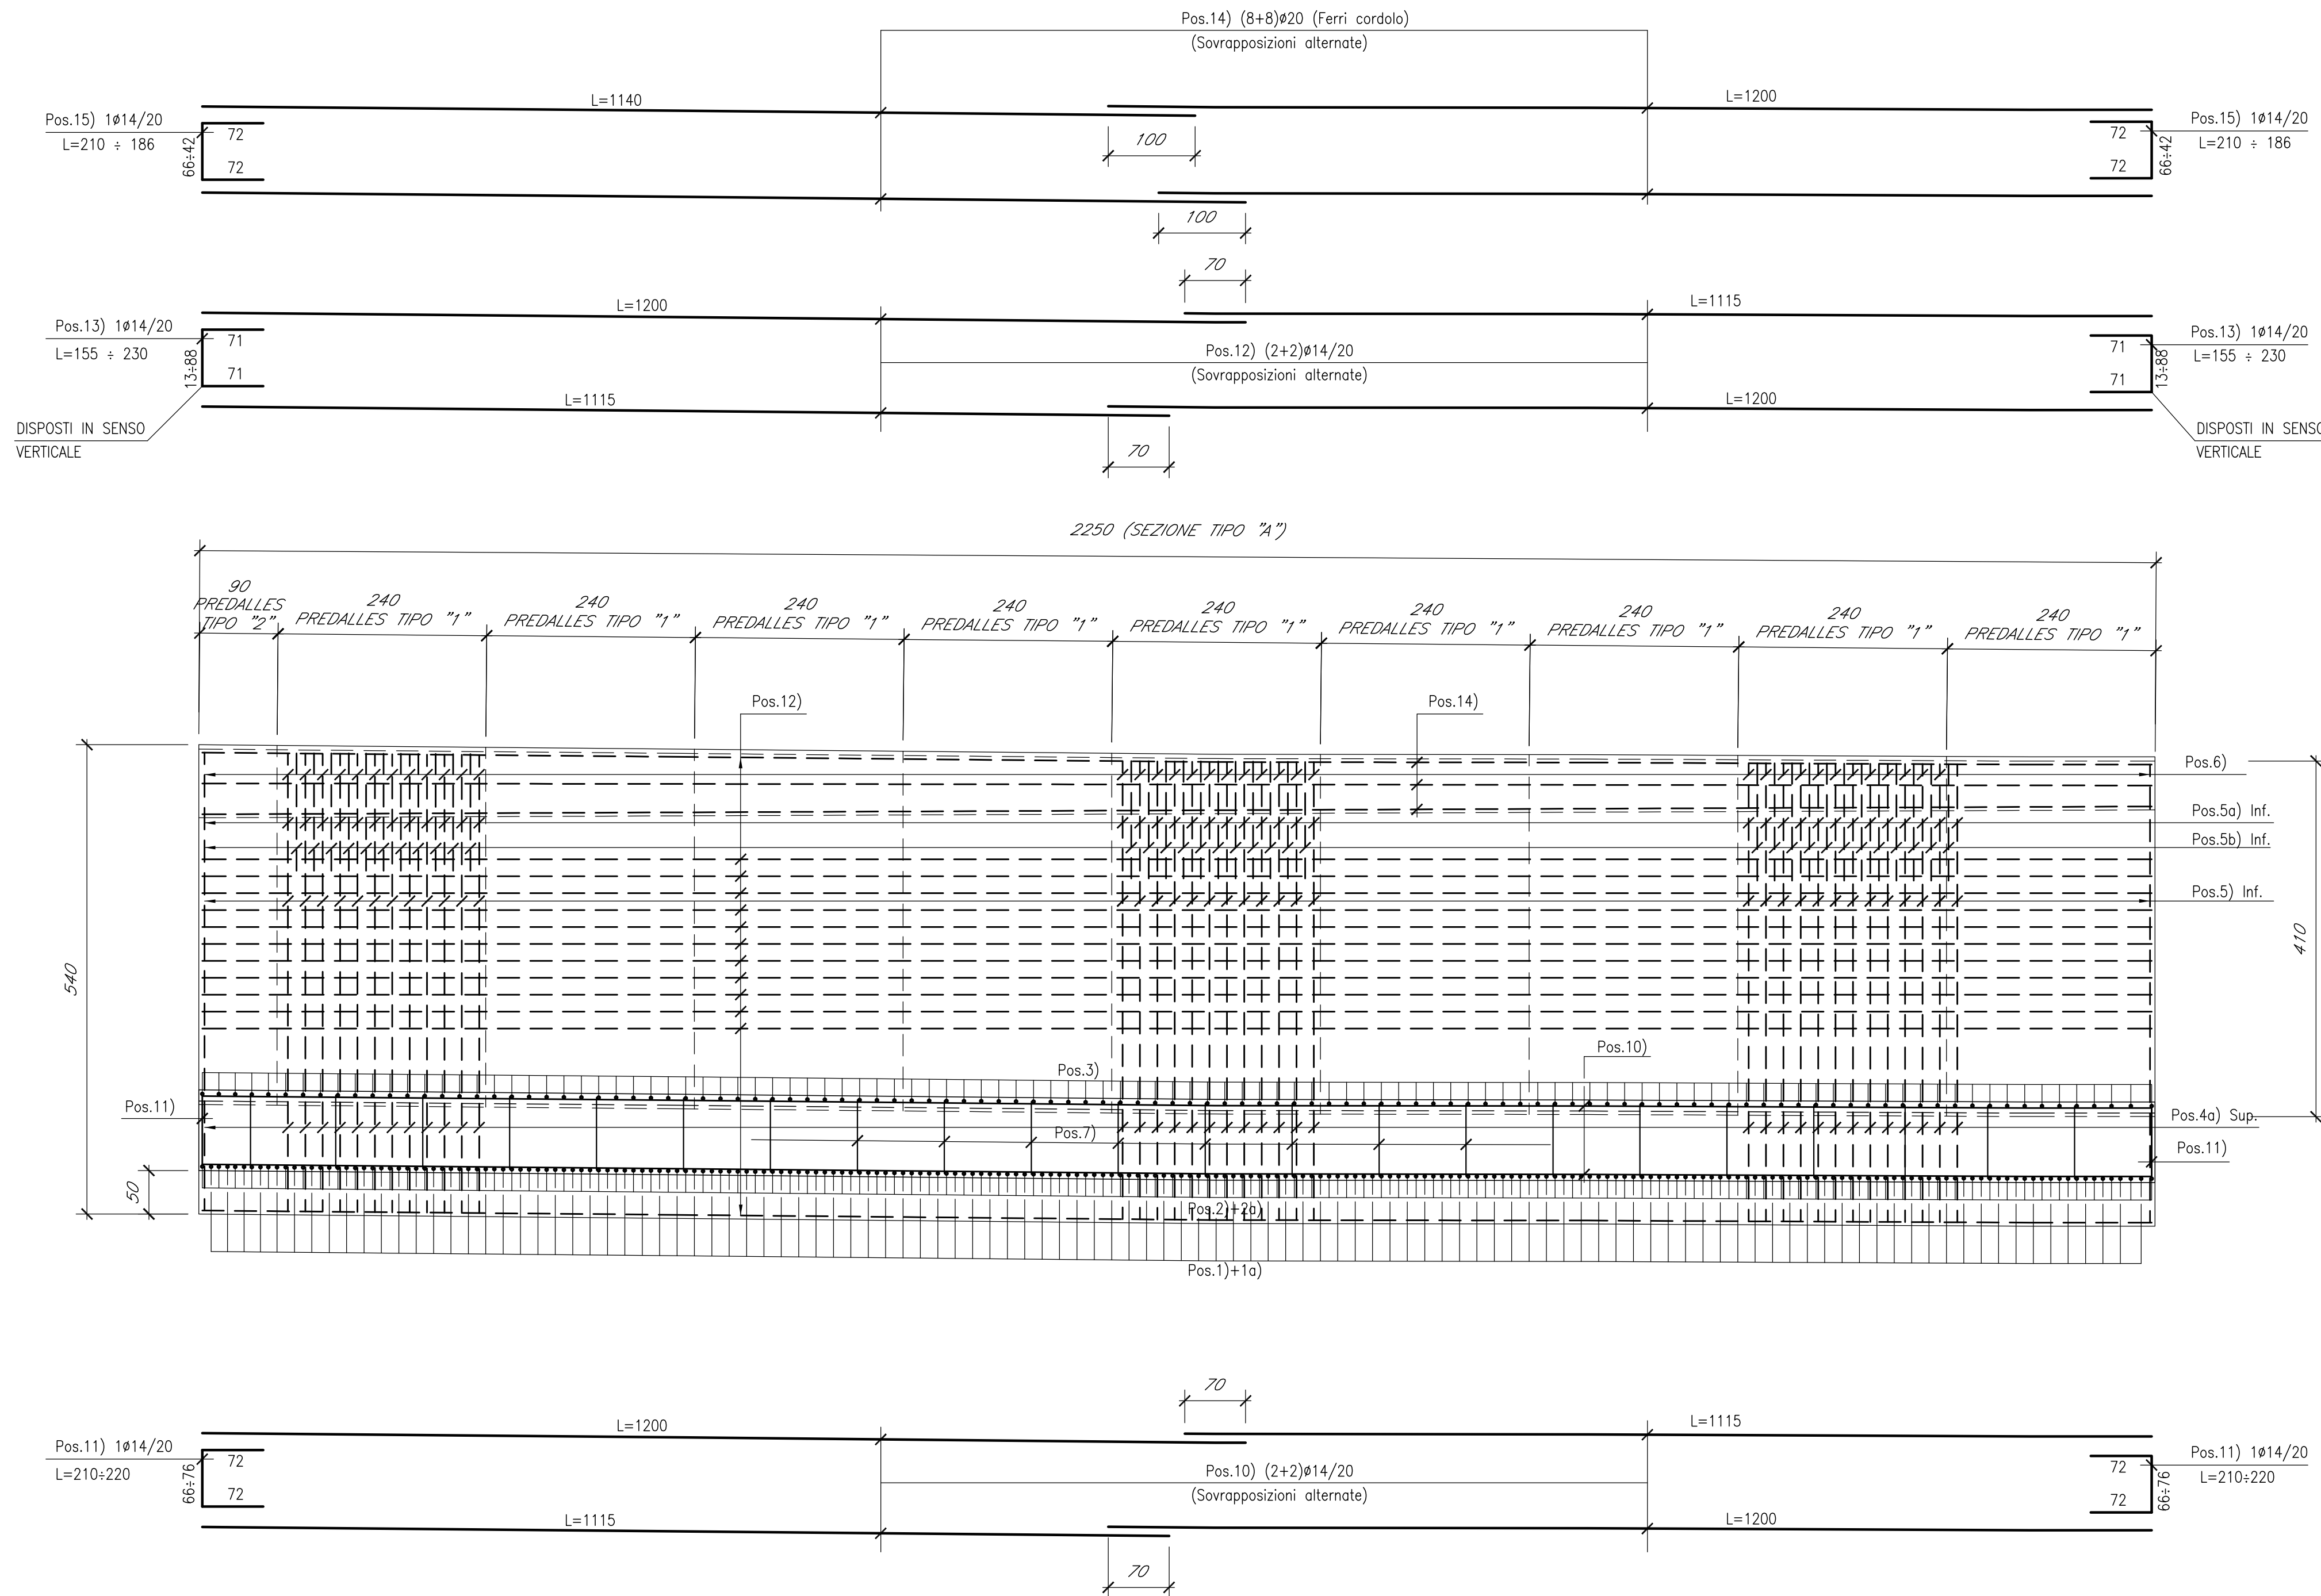 Pos.14) (8+8)ø20 (Ferri cordolo)
(Sovrapposizioni alternate)
L=1140
L=1200
Pos.15) 1ø14/20
L=210 ÷ 186
66÷42
72
72
100
72
72
66÷42
Pos.15) 1ø14/20
L=210 ÷ 186
100
70
L=1200
L=1115
Pos.13) 1ø14/20
L=155 ÷ 230
13÷88
71
71
Pos.12) (2+2)ø14/20
(Sovrapposizioni alternate)
71
71
13÷88
Pos.13) 1ø14/20
L=155 ÷ 230
L=1115
L=1200
DISPOSTI IN SENSO
VERTICALE
DISPOSTI IN SENSO
VERTICALE
70
2250 (SEZIONE TIPO "A")
90
PREDALLES
TIPO "2"
240
PREDALLES TIPO "1"
240
PREDALLES TIPO "1"
240
PREDALLES TIPO "1"
240
PREDALLES TIPO "1"
240
PREDALLES TIPO "1"
240
PREDALLES TIPO "1"
240
PREDALLES TIPO "1"
240
PREDALLES TIPO "1"
240
PREDALLES TIPO "1"
Pos.12)
Pos.14)
Pos.6)
Pos.5a) Inf.
Pos.5b) Inf.
Pos.5) Inf.
540
410
Pos.10)
Pos.3)
Pos.11)
Pos.4a) Sup.
Pos.7)
Pos.11)
50
Pos.2)+2a)
Pos.1)+1a)
70
L=1200
L=1115
Pos.11) 1ø14/20
L=210÷220
66÷76
72
72
Pos.10) (2+2)ø14/20
(Sovrapposizioni alternate)
72
72
66÷76
Pos.11) 1ø14/20
L=210÷220
L=1115
L=1200
70